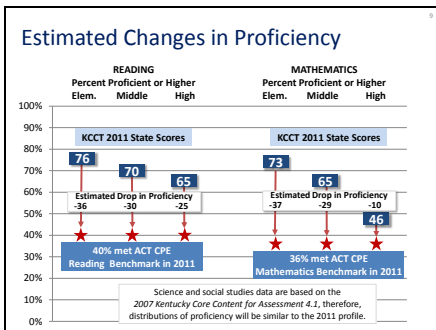 9
Estimated Changes in Proficiency
READING
Percent Proficient or Higher
Elem. Middle High
MATHEMATICS
Percent Proficient or Higher
Elem. Middle High
100%
90%
80%
70%
60%
50%
40%
30%
20%
10%
0%
KCCT 2011 State Scores
76
70
65
Estimated Drop in Proficiency
-36 -30 -25
40% met ACT CPE
Reading Benchmark in 2011
KCCT 2011 State Scores
73
65
Estimated Drop in Proficiency
-37 -29 -10
46
36% met ACT CPE
Mathematics Benchmark in 2011
Science and social studies data are based on the
2007 Kentucky Core Content for Assessment 4.1, therefore,
distributions of proficiency will be similar to the 2011 profile.